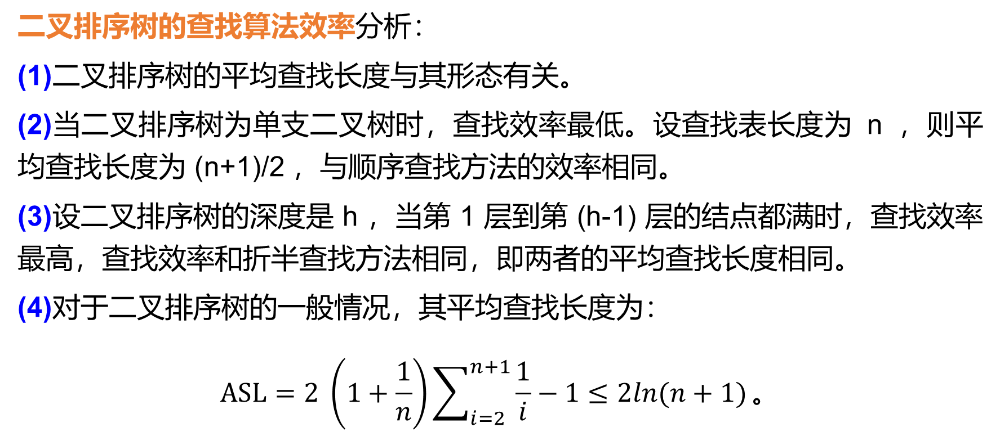 二叉排序树的查找算法效率分析：
(1)二叉排序树的平均查找长度与其形态有关。
(2)当二叉排序树为单支二叉树时，查找效率最低。设查找表长度为 n ，则平
均查找长度为 (n+1)/2 ，与顺序查找方法的效率相同。
(3)设二叉排序树的深度是 h ，当第 1 层到第 (h-1) 层的结点都满时，查找效率
最高，查找效率和折半查找方法相同，即两者的平均查找长度相同。
(4)对于二叉排序树的一般情况，其平均查找长度为：
ASL = 2 (1 + 1/n) ∑_{i=2}^{n+1} 1/i − 1 ≤ 2ln(n + 1) 。